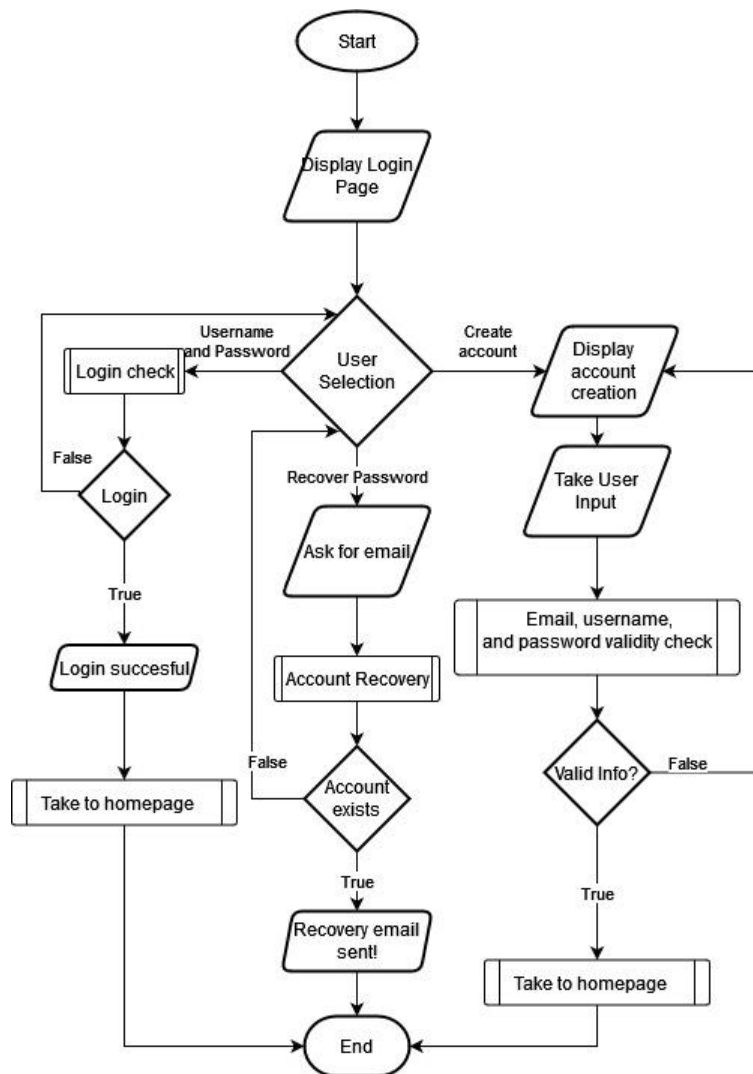 Start
Display Login
Page
User
Selection
Username
and Password
Login check
False
Login
True
Login succesful
Take to homepage
Recover Password
Ask for email
Account Recovery
False
Account
exists
True
Recovery email
sent!
Create
account
Display
account
creation
Take User
Input
Email, username,
and password validity check
Valid Info?
False
True
Take to homepage
End